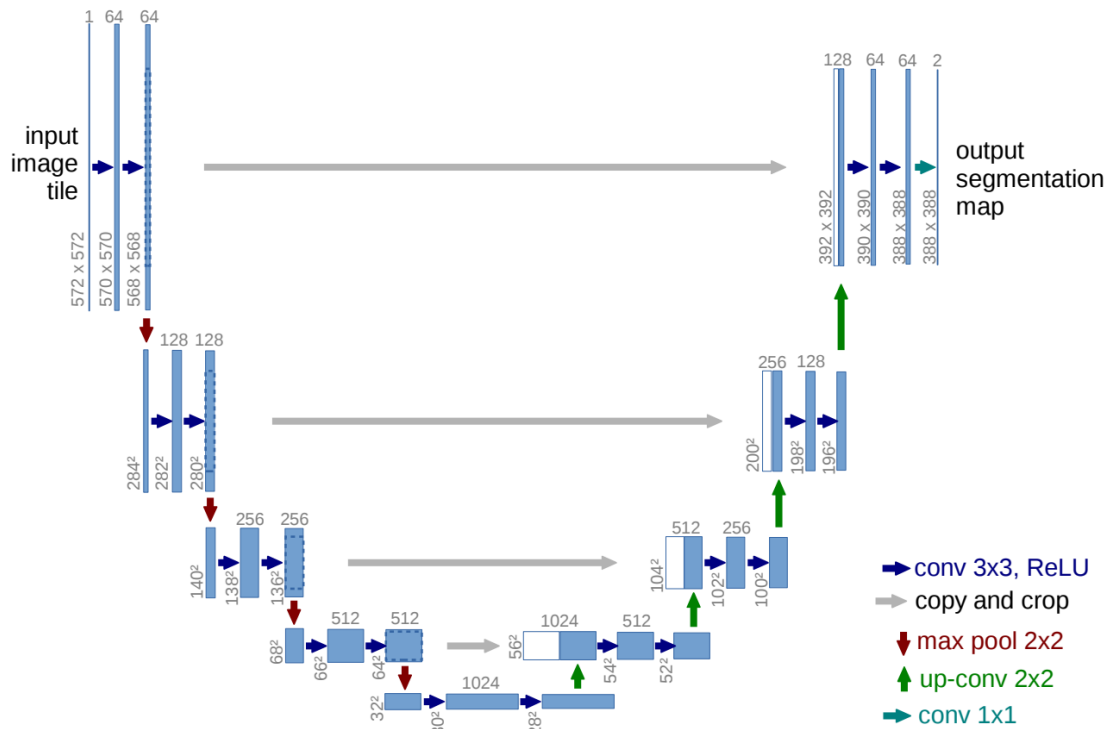 1 64 64
128 64 64 2
input
image
tile
output
segmentation
map
572 x 572
570 x 570
568 x 568
392 x 392
390 x 390
388 x 388
388 x 388
128 128
256 128
284²
282²
280²
200²
198²
196²
256 256
512 256
140²
138²
136²
104²
102²
100²
512 512
1024 512
68²
66²
64²
56²
54²
52²
1024
32²
conv 3x3, ReLU
copy and crop
max pool 2x2
up-conv 2x2
conv 1x1